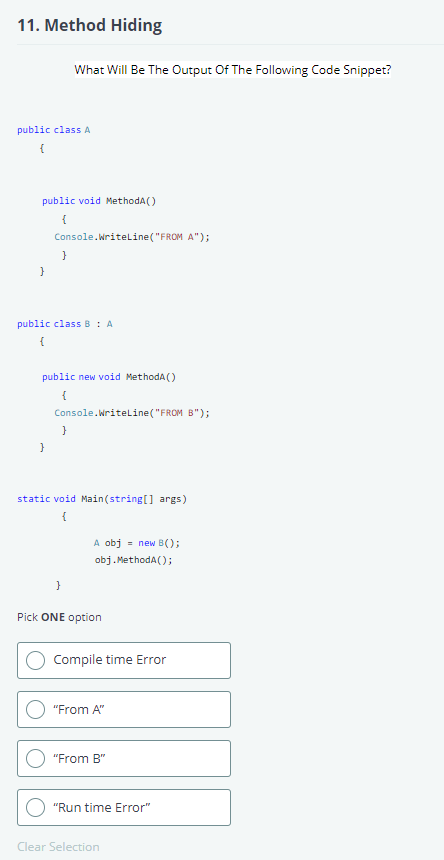 11. Method Hiding
What Will Be The Output Of The Following Code Snippet?
public class A
{
public void MethodA()
{
Console.WriteLine("FROM A");
}
}
public class B : A
{
public new void MethodA()
{
Console.WriteLine("FROM B");
}
}
static void Main(string[] args)
{
A obj = new B();
obj.MethodA();
}
Pick ONE option
Compile time Error
“From A”
“From B”
“Run time Error”
Clear Selection